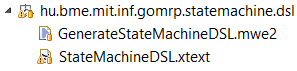 hu.bme.mit.inf.gomrp.statemachine.dsl
GenerateStateMachineDSL.mwe2
StateMachineDSL.xtext